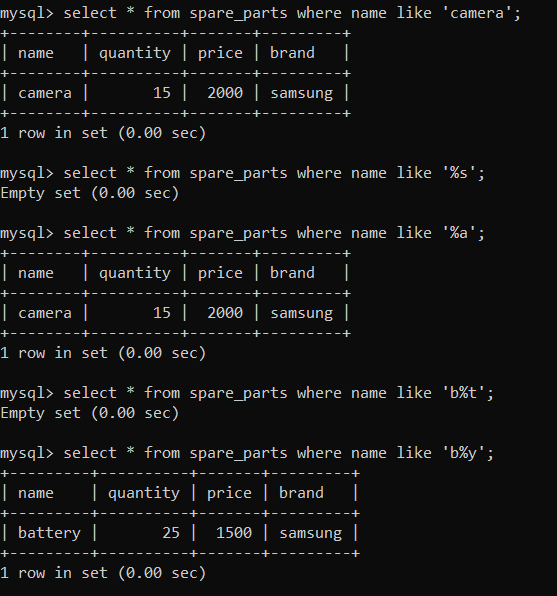 mysql> select * from spare_parts where name like 'camera';
+--------+----------+-------+---------+
| name   | quantity | price | brand   |
+--------+----------+-------+---------+
| camera |       15 |  2000 | samsung |
+--------+----------+-------+---------+
1 row in set (0.00 sec)

mysql> select * from spare_parts where name like '%s';
Empty set (0.00 sec)

mysql> select * from spare_parts where name like '%a';
+--------+----------+-------+---------+
| name   | quantity | price | brand   |
+--------+----------+-------+---------+
| camera |       15 |  2000 | samsung |
+--------+----------+-------+---------+
1 row in set (0.00 sec)

mysql> select * from spare_parts where name like 'b%t';
Empty set (0.00 sec)

mysql> select * from spare_parts where name like 'b%y';
+---------+----------+-------+---------+
| name    | quantity | price | brand   |
+---------+----------+-------+---------+
| battery |       25 |  1500 | samsung |
+---------+----------+-------+---------+
1 row in set (0.00 sec)